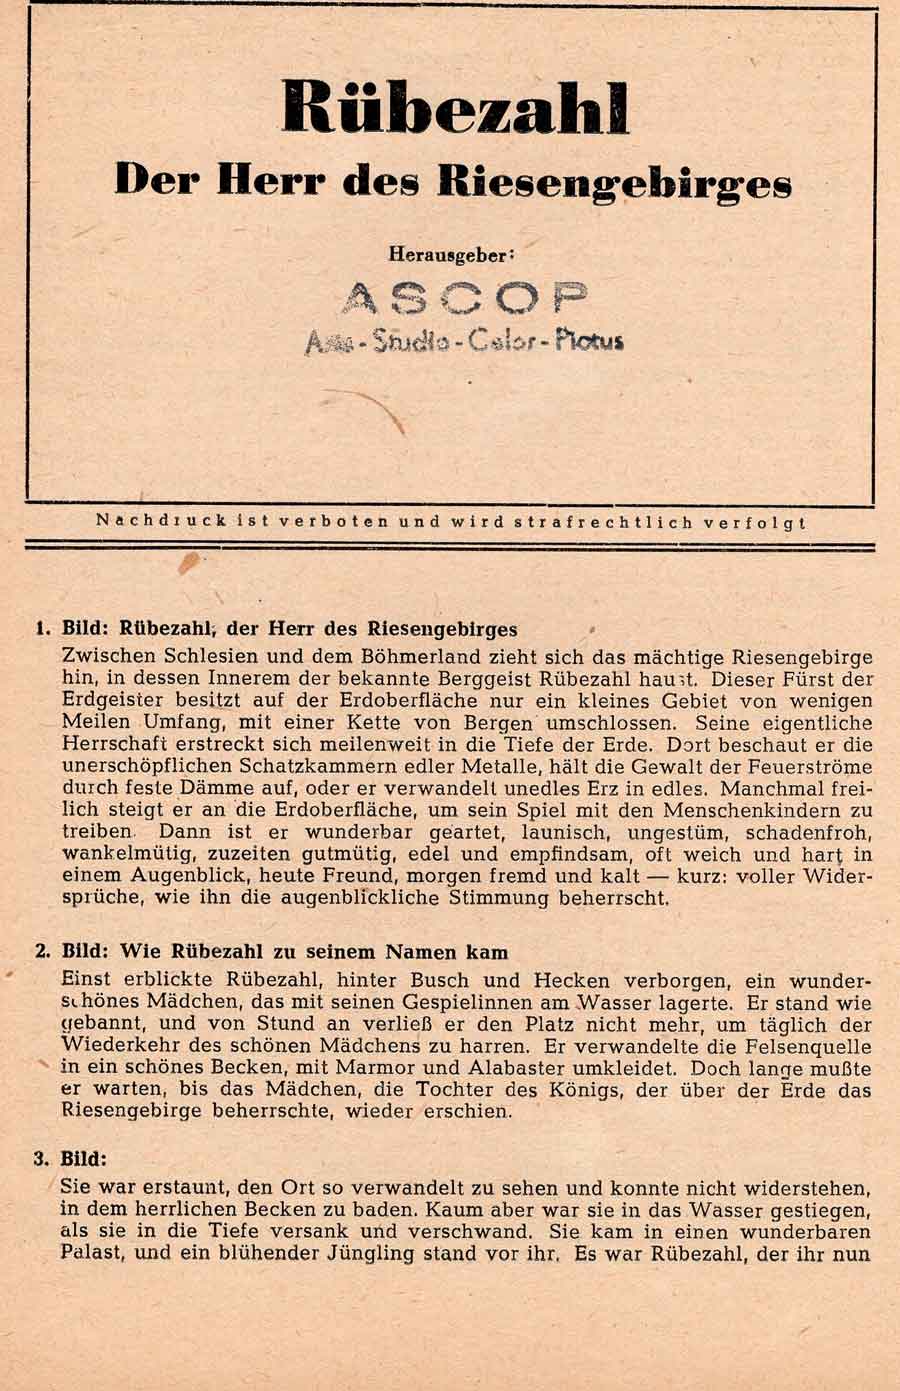 Rübezahl
Der Herr des Riesengebirges
Herausgeber:
ASCOP
Studio - Color - Pictus
Nachdruck ist verboten und wird strafrechtlich verfolgt
1. Bild: Rübezahl, der Herr des Riesengebirges
Zwischen Schlesien und dem Böhmerland zieht sich das mächtige Riesengebirge
hin, in dessen Innerem der bekannte Berggeist Rübezahl haust. Dieser Fürst der
Erdgeister besitzt auf der Erdoberfläche nur ein kleines Gebiet von wenigen
Meilen Umfang, mit einer Kette von Bergen umschlossen. Seine eigentliche
Herrschaft erstreckt sich meilenweit in die Tiefe der Erde. Dort beschaut er die
unerschöpflichen Schatzkammern edler Metalle, hält die Gewalt der Feuerströme
durch feste Dämme auf, oder er verwandelt unedles Erz in edles. Manchmal frei-
lich steigt er an die Erdoberfläche, um sein Spiel mit den Menschenkindern zu
treiben. Dann ist er wunderbar geartet, launisch, ungestüm, schadenfroh,
wankelmütig, zuzeiten gutmütig, edel und empfindsam, oft weich und hart in
einem Augenblick, heute Freund, morgen fremd und kalt — kurz: voller Wider-
sprüche, wie ihn die augenblickliche Stimmung beherrscht.
2. Bild: Wie Rübezahl zu seinem Namen kam
Einst erblickte Rübezahl, hinter Busch und Hecken verborgen, ein wunder-
schönes Mädchen, das mit seinen Gespielinnen am Wasser lagerte. Er stand wie
gebannt, und von Stund an verließ er den Platz nicht mehr, um täglich der
Wiederkehr des schönen Mädchens zu harren. Er verwandelte die Felsenquelle
in ein schönes Becken, mit Marmor und Alabaster umkleidet. Doch lange mußte
er warten, bis das Mädchen, die Tochter des Königs, der über der Erde das
Riesengebirge beherrschte, wieder erschien.
3. Bild:
Sie war erstaunt, den Ort so verwandelt zu sehen und konnte nicht widerstehen,
in dem herrlichen Becken zu baden. Kaum aber war sie in das Wasser gestiegen,
als sie in die Tiefe versank und verschwand. Sie kam in einen wunderbaren
Palast, und ein blühender Jüngling stand vor ihr. Es war Rübezahl, der ihr nun